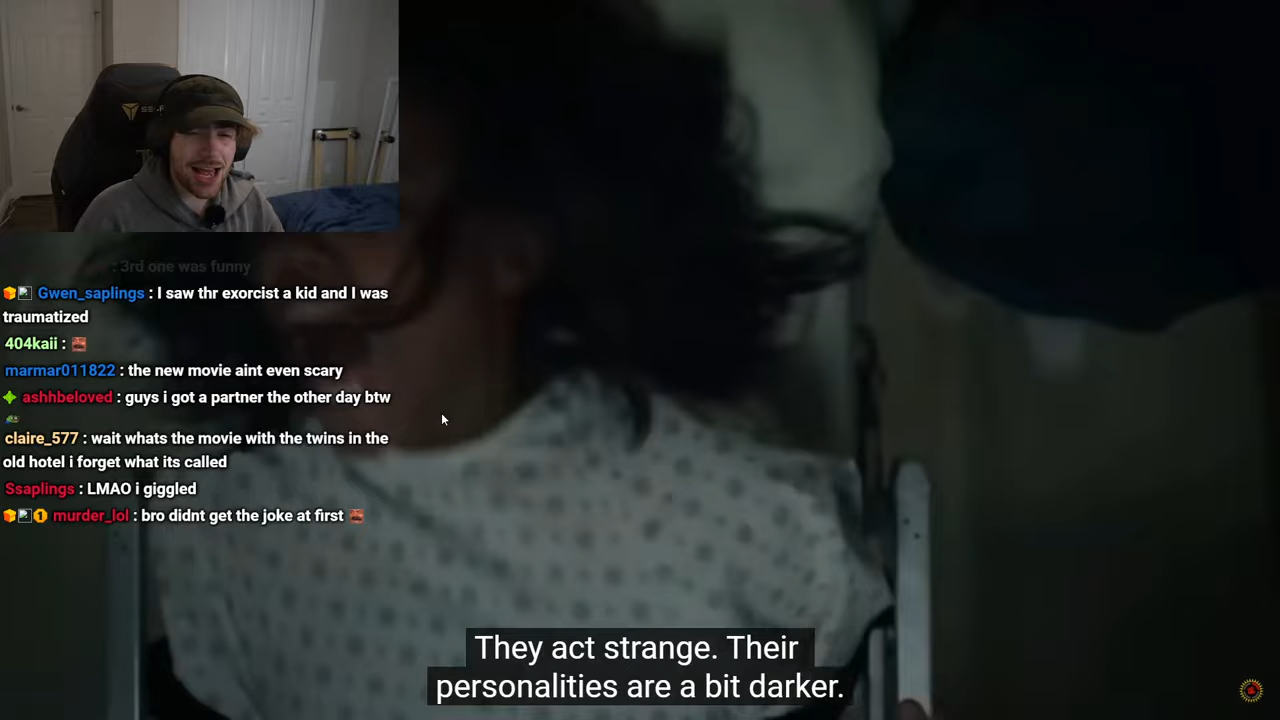 : 3rd one was funny
Gwen_saplings : I saw thr exorcist a kid and I was
traumatized
404kaii :
marmar011822 : the new movie aint even scary
ashhbeloved : guys i got a partner the other day btw
claire_577 : wait whats the movie with the twins in the
old hotel i forget what its called
Ssaplings : LMAO i giggled
murder_lol : bro didnt get the joke at first
They act strange. Their
personalities are a bit darker.